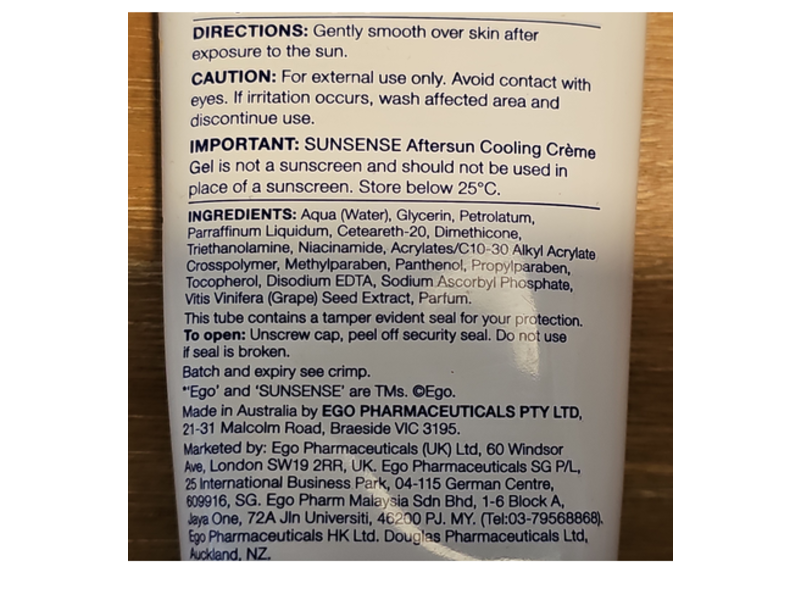 DIRECTIONS: Gently smooth over skin after
exposure to the sun.
CAUTION: For external use only. Avoid contact with
eyes. If irritation occurs, wash affected area and
discontinue use.
IMPORTANT: SUNSENSE Aftersun Cooling Crème
Gel is not a sunscreen and should not be used in
place of a sunscreen. Store below 25°C.
INGREDIENTS: Aqua (Water), Glycerin, Petrolatum,
Parraffinum Liquidum, Ceteareth-20, Dimethicone,
Triethanolamine, Niacinamide, Acrylates/C10-30 Alkyl Acrylate
Crosspolymer, Methylparaben, Panthenol, Propylparaben,
Tocopherol, Disodium EDTA, Sodium Ascorbyl Phosphate,
Vitis Vinifera (Grape) Seed Extract, Parfum.
This tube contains a tamper evident seal for your protection.
To open: Unscrew cap, peel off security seal. Do not use
if seal is broken.
Batch and expiry see crimp.
*'Ego' and 'SUNSENSE' are TMs. ©Ego.
Made in Australia by EGO PHARMACEUTICALS PTY LTD,
21-31 Malcolm Road, Braeside VIC 3195.
Marketed by: Ego Pharmaceuticals (UK) Ltd, 60 Windsor
Ave, London SW19 2RR, UK. Ego Pharmaceuticals SG P/L,
25 International Business Park, 04-115 German Centre,
609916, SG. Ego Pharm Malaysia Sdn Bhd, 1-6 Block A,
Jaya One, 72A Jln Universiti, 46200 PJ. MY. (Tel:03-79568868).
Ego Pharmaceuticals HK Ltd. Douglas Pharmaceuticals Ltd,
Auckland, NZ.